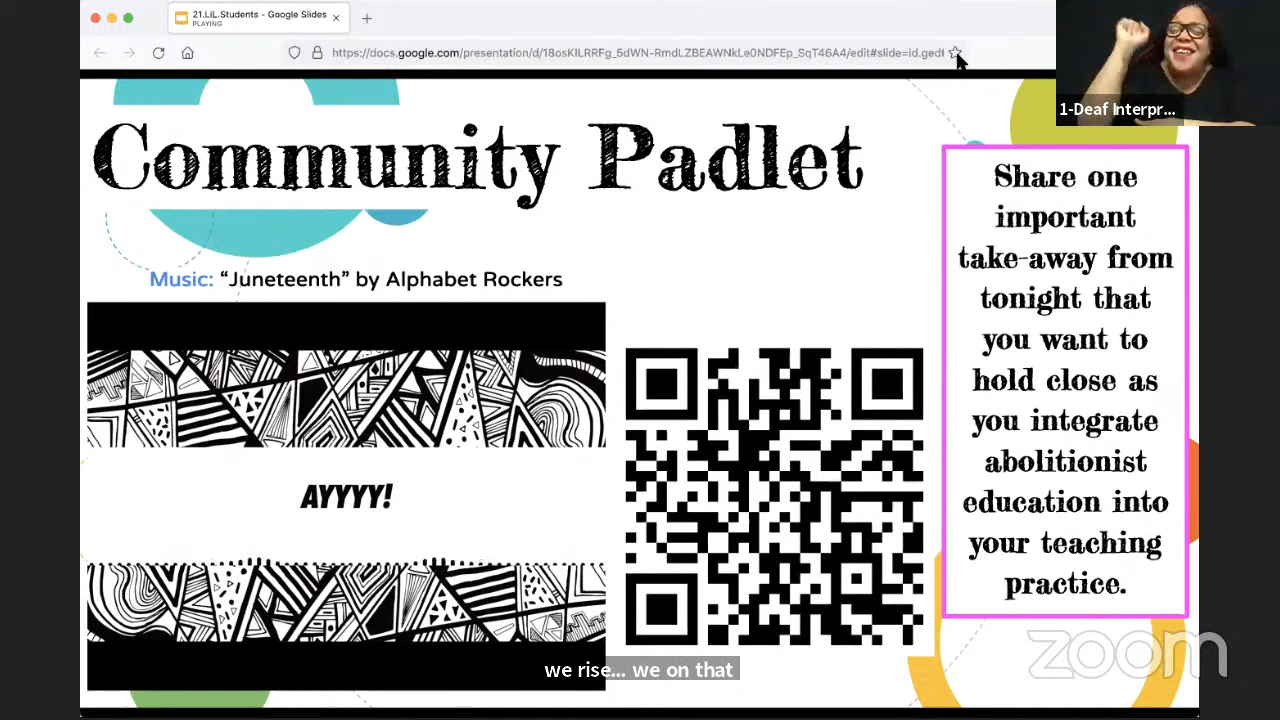 21.LiL.Students - Google Slides
PLAYING
https://docs.google.com/presentation/d/18osKILRRFg_5dWN-RmdLZBEAWNkLe0NDFEp_SqT46A4/edit#slide=id.ged1
1-Deaf Interpr...
Community Padlet
Music: “Juneteenth” by Alphabet Rockers
AYYYY!
Share one
important
take-away from
tonight that
you want to
hold close as
you integrate
abolitionist
education into
your teaching
practice.
zoom
we rise... we on that